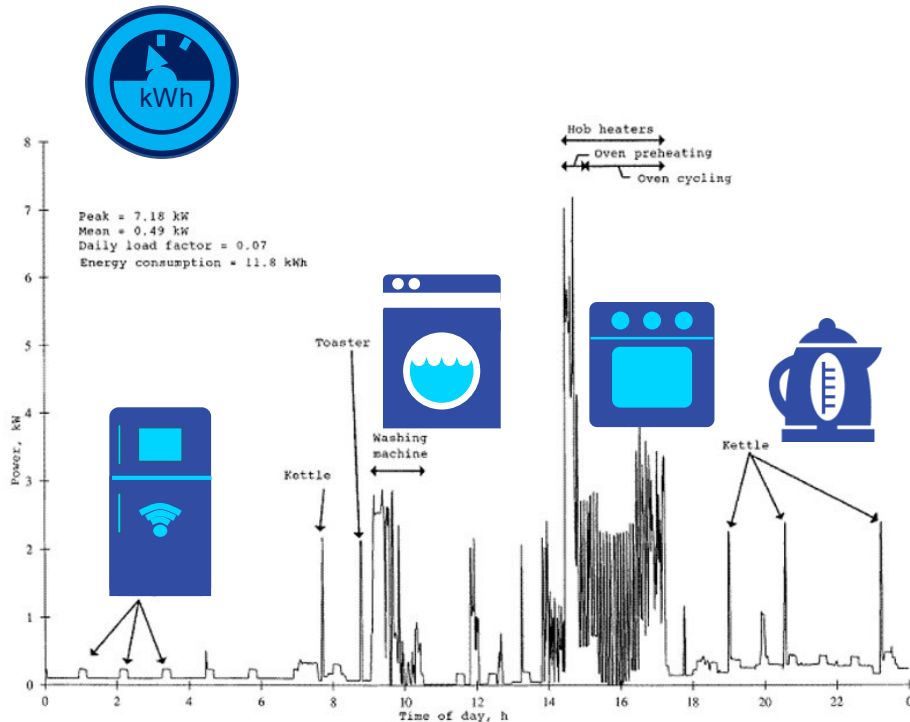 kWh
8
Hob heaters
Oven preheating
Oven cycling
7
Peak = 7.18 kW
Mean = 0.49 kW
Daily load factor = 0.07
Energy consumption = 11.8 kWh
6
5
Toaster
4
Washing
machine
Kettle
Kettle
3
2
1
0
Power, kW
0 2 4 6 8 10 12 14 16 18 20 22 0
Time of day, h